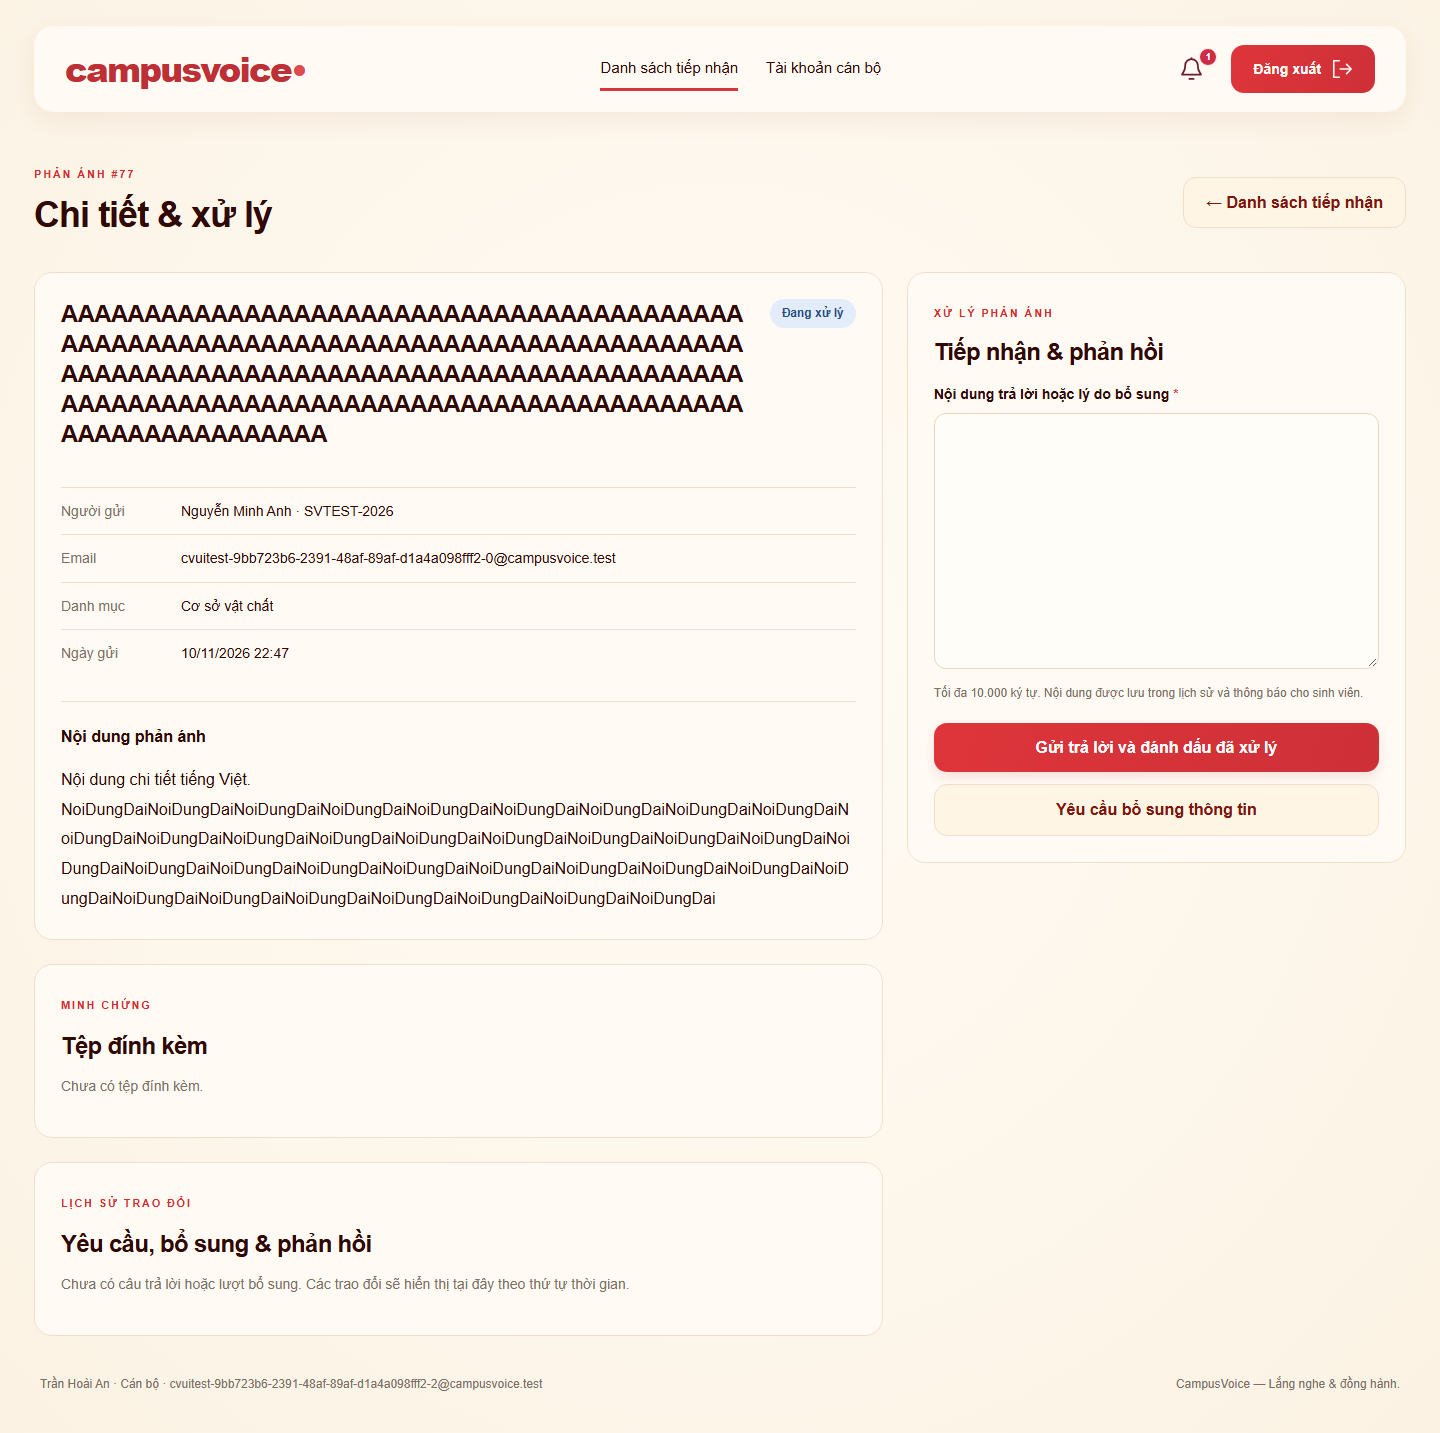 campusvoice
Danh sách tiếp nhận
Tài khoản cán bộ
1
Đăng xuất
PHẢN ÁNH #77
Chi tiết & xử lý
← Danh sách tiếp nhận
AAAAAAAAAAAAAAAAAAAAAAAAAAAAAAAAAAAAAAAAA
AAAAAAAAAAAAAAAAAAAAAAAAAAAAAAAAAAAAAAAAA
AAAAAAAAAAAAAAAAAAAAAAAAAAAAAAAAAAAAAAAAA
AAAAAAAAAAAAAAAAAAAAAAAAAAAAAAAAAAAAAAAAA
AAAAAAAAAAAAAAAA
Đang xử lý
Người gửi Nguyễn Minh Anh · SVTEST-2026
Email cvuitest-9bb723b6-2391-48af-89af-d1a4a098fff2-0@campusvoice.test
Danh mục Cơ sở vật chất
Ngày gửi 10/11/2026 22:47
Nội dung phản ánh
Nội dung chi tiết tiếng Việt.
NoiDungDaiNoiDungDaiNoiDungDaiNoiDungDaiNoiDungDaiNoiDungDaiNoiDungDaiNoiDungDaiNoiDungDaiN
oiDungDaiNoiDungDaiNoiDungDaiNoiDungDaiNoiDungDaiNoiDungDaiNoiDungDaiNoiDungDaiNoiDungDaiNoi
DungDaiNoiDungDaiNoiDungDaiNoiDungDaiNoiDungDaiNoiDungDaiNoiDungDaiNoiDungDaiNoiDungDaiNoiD
ungDaiNoiDungDaiNoiDungDaiNoiDungDaiNoiDungDaiNoiDungDaiNoiDungDaiNoiDungDai
MINH CHỨNG
Tệp đính kèm
Chưa có tệp đính kèm.
LỊCH SỬ TRAO ĐỔI
Yêu cầu, bổ sung & phản hồi
Chưa có câu trả lời hoặc lượt bổ sung. Các trao đổi sẽ hiển thị tại đây theo thứ tự thời gian.
XỬ LÝ PHẢN ÁNH
Tiếp nhận & phản hồi
Nội dung trả lời hoặc lý do bổ sung *
Tối đa 10.000 ký tự. Nội dung được lưu trong lịch sử và thông báo cho sinh viên.
Gửi trả lời và đánh dấu đã xử lý
Yêu cầu bổ sung thông tin
Trần Hoài An · Cán bộ · cvuitest-9bb723b6-2391-48af-89af-d1a4a098fff2-2@campusvoice.test
CampusVoice — Lắng nghe & đồng hành.